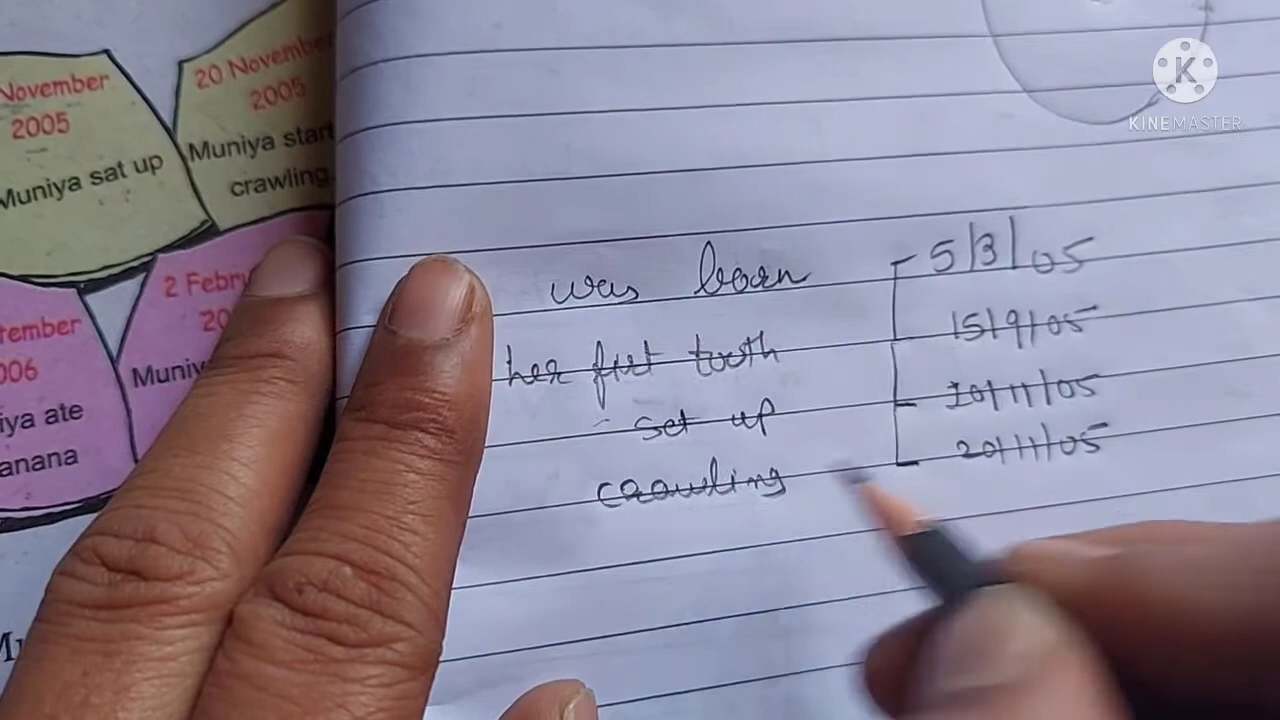 November
2005
Muniya sat up
20 November
2005
Muniya start
crawling.
tember
006
iya ate
anana
2 Febru
20
Muniy
was born 5/3/05
her first tooth 15/9/05
set up 10/11/05
crawling 20/11/05
K
KINEMASTER